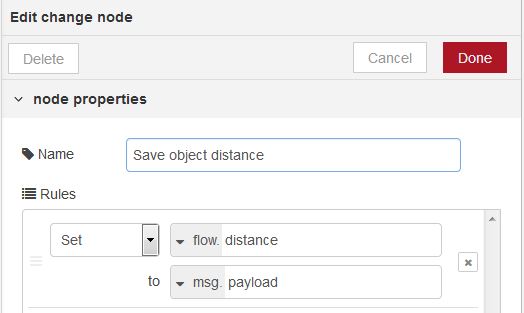 Edit change node
Delete Cancel Done
node properties
Name Save object distance
Rules
Set flow. distance
to msg. payload